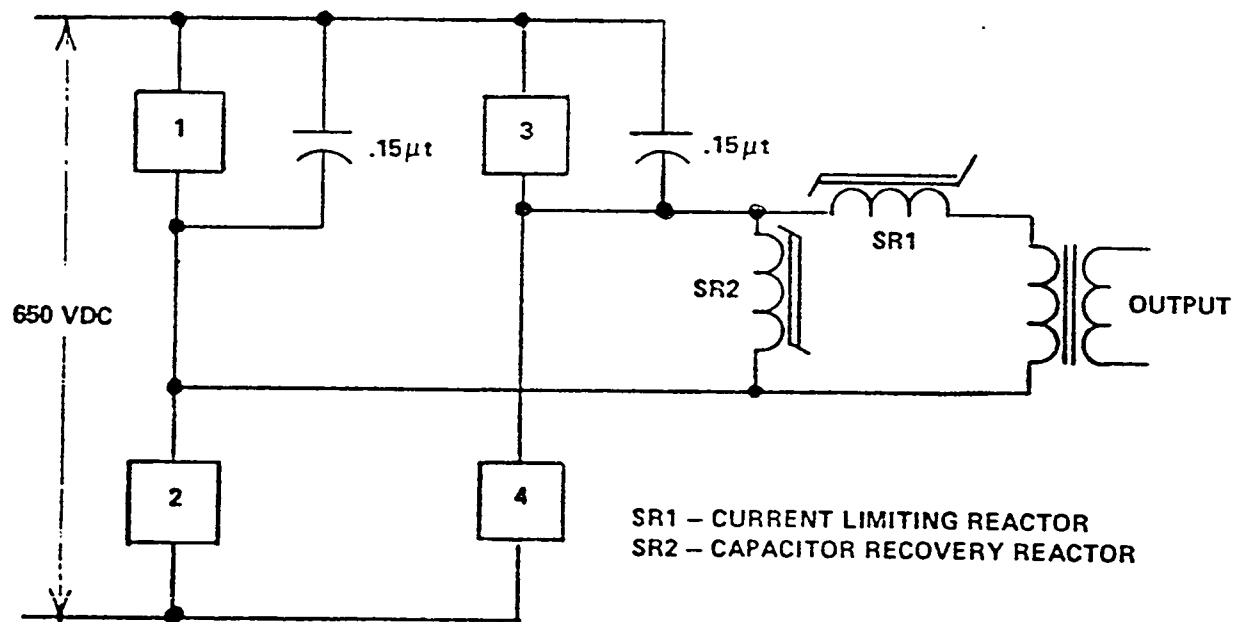 1
3
.15μt
.15μt
SR1
SR2
650 VDC
OUTPUT
2
4
SR1 – CURRENT LIMITING REACTOR
SR2 – CAPACITOR RECOVERY REACTOR